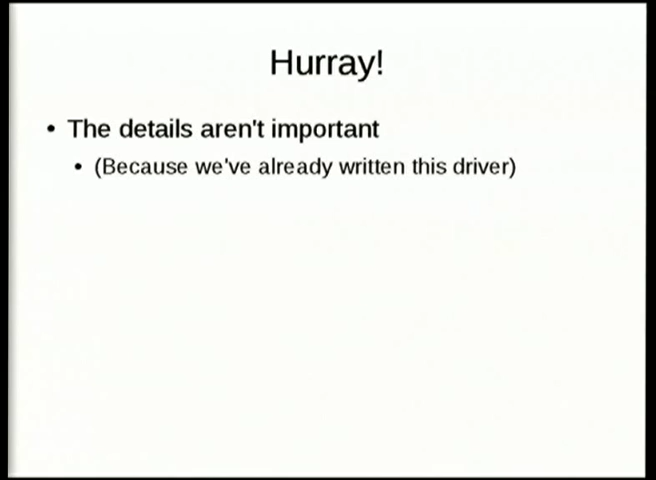 Hurray!
• The details aren't important
• (Because we've already written this driver)